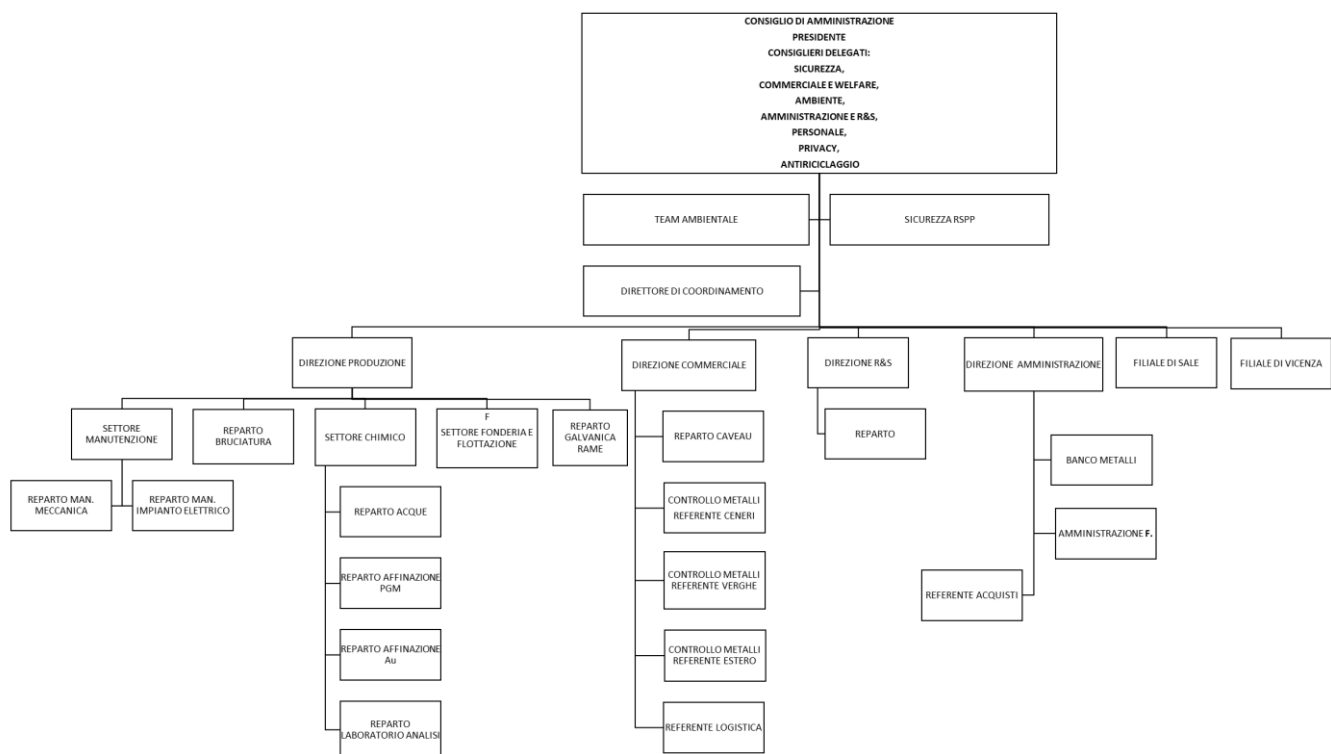 CONSIGLIO DI AMMINISTRAZIONE
PRESIDENTE
CONSIGLIERI DELEGATI:
SICUREZZA,
COMMERCIALE E WELFARE,
AMBIENTE,
AMMINISTRAZIONE E R&S,
PERSONALE,
PRIVACY,
ANTIRICICLAGGIO
TEAM AMBIENTALE
SICUREZZA RSPP
DIRETTORE DI COORDINAMENTO
DIREZIONE PRODUZIONE
DIREZIONE COMMERCIALE
DIREZIONE R&S
DIREZIONE AMMINISTRAZIONE
FILIALE DI SALE
FILIALE DI VICENZA
SETTORE
MANUTENZIONE
REPARTO
BRUCIATURA
SETTORE CHIMICO
F
SETTORE FONDERIA E
FLOTTAZIONE
REPARTO
GALVANICA
RAME
REPARTO MAN.
MECCANICA
REPARTO MAN.
IMPIANTO ELETTRICO
REPARTO ACQUE
REPARTO AFFINAZIONE
PGM
REPARTO AFFINAZIONE
Au
REPARTO
LABORATORIO ANALISI
REPARTO CAVEAU
CONTROLLO METALLI
REFERENTE CENERI
CONTROLLO METALLI
REFERENTE VERGHE
CONTROLLO METALLI
REFERENTE ESTERO
REFERENTE LOGISTICA
REPARTO
BANCO METALLI
AMMINISTRAZIONE F.
REFERENTE ACQUISTI